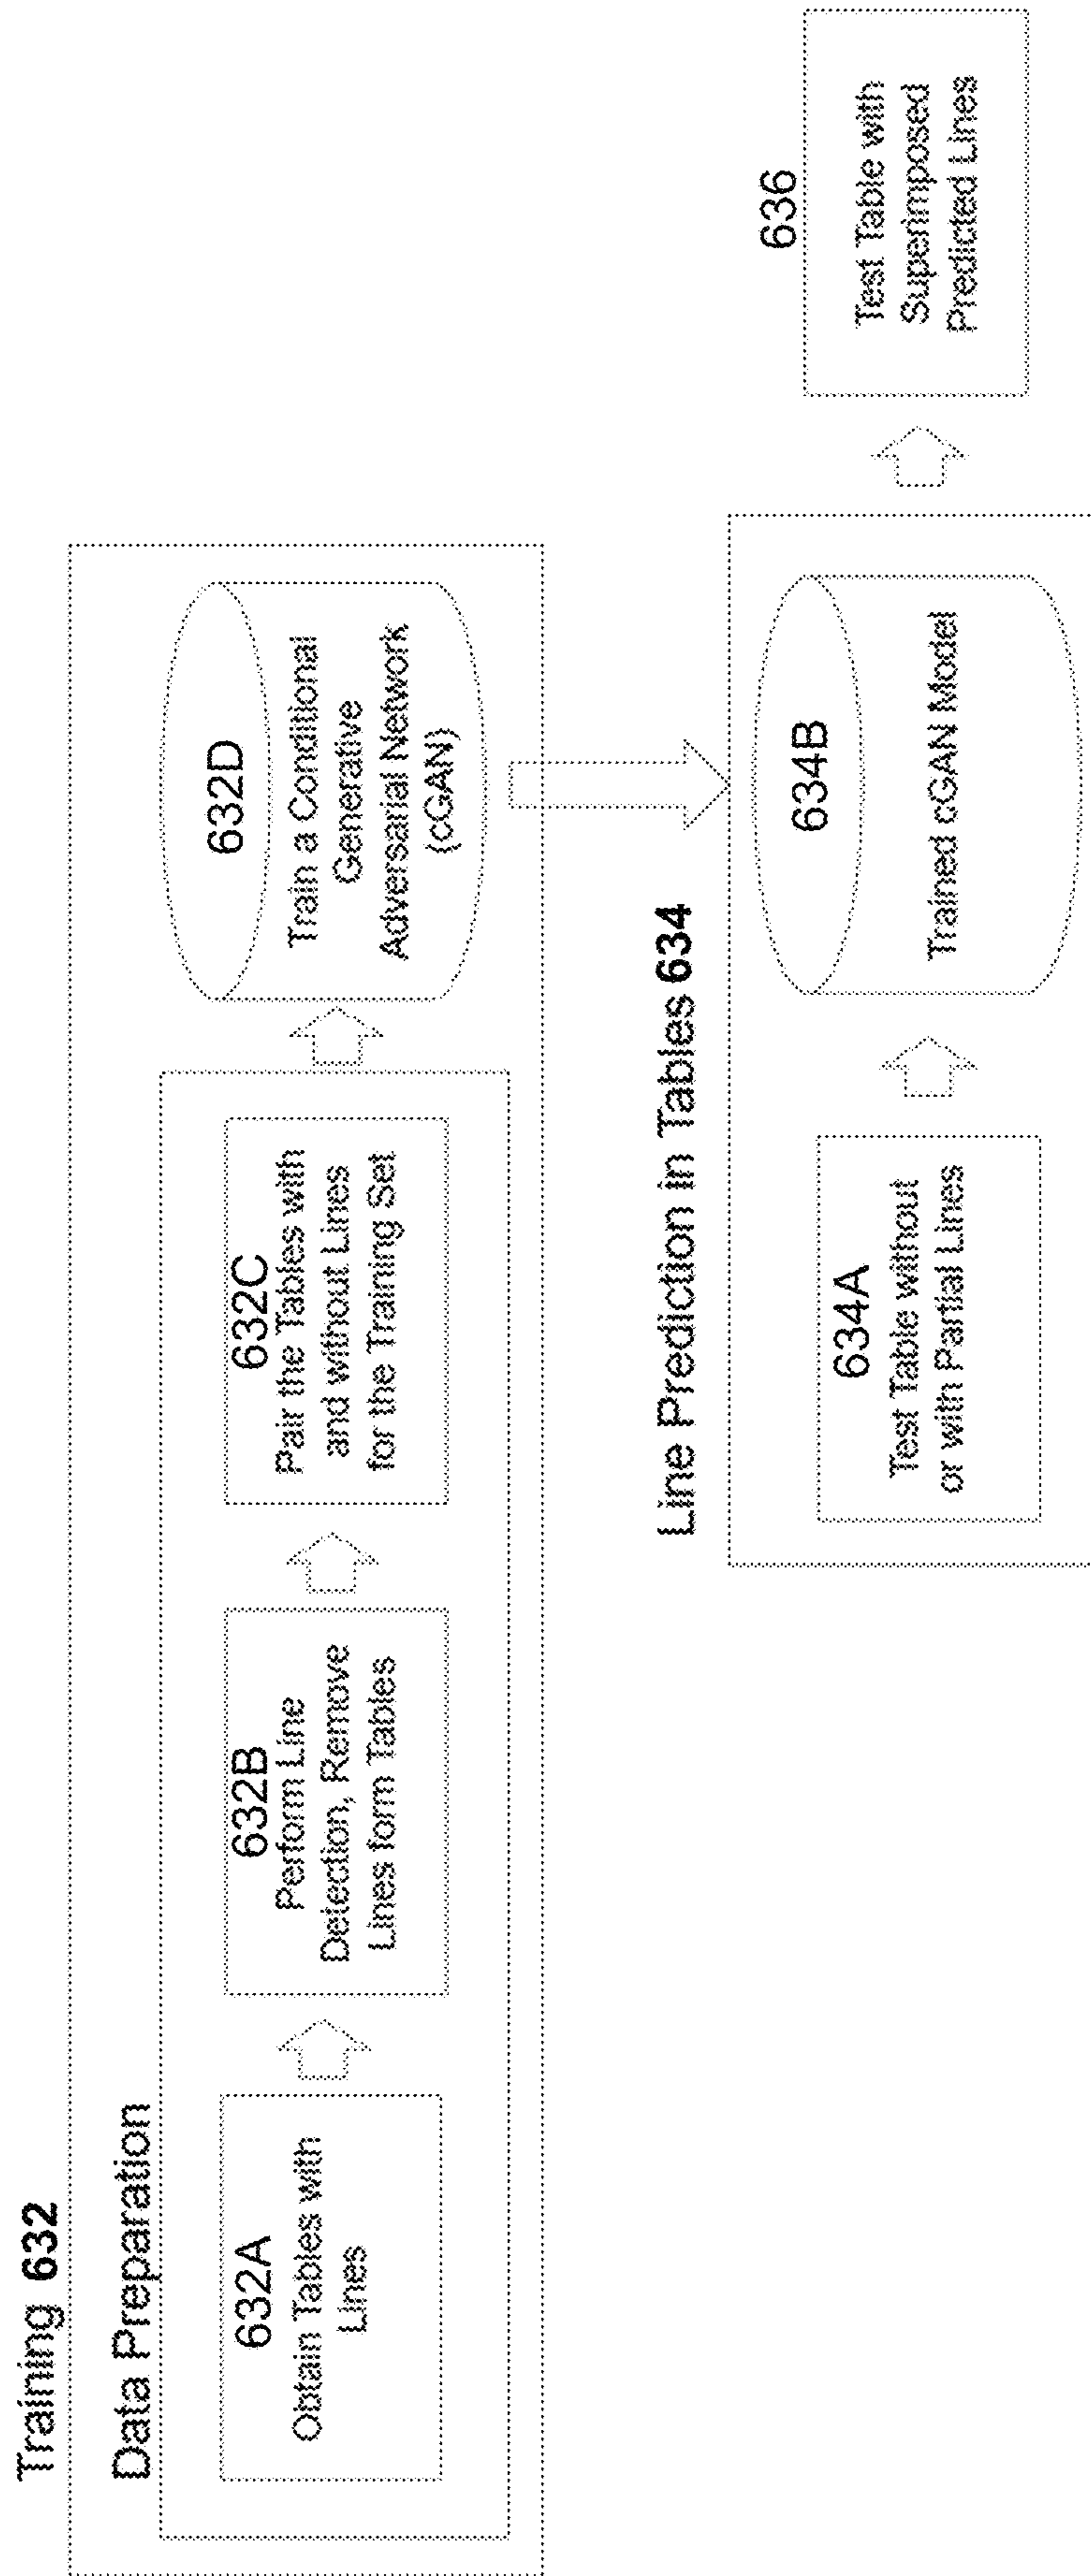 Training 632
Data Preparation
632A
Obtain Tables with
Lines
632B
Perform Line
Detection, Remove
Lines form Tables
632C
Pair the Tables with
and without Lines
for the Training Set
632D
Train a Conditional
Generative
Adversarial Network
(cGAN)
Line Prediction in Tables 634
634A
Test Table without
or with Partial Lines
634B
Trained cGAN Model
636
Test Table with
Superimposed
Predicted Lines